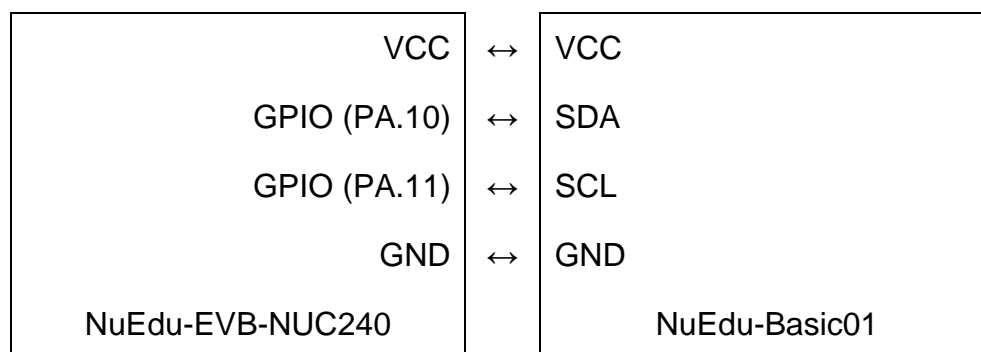 VCC ↔ VCC
GPIO (PA.10) ↔ SDA
GPIO (PA.11) ↔ SCL
GND ↔ GND
NuEdu-EVB-NUC240 NuEdu-Basic01